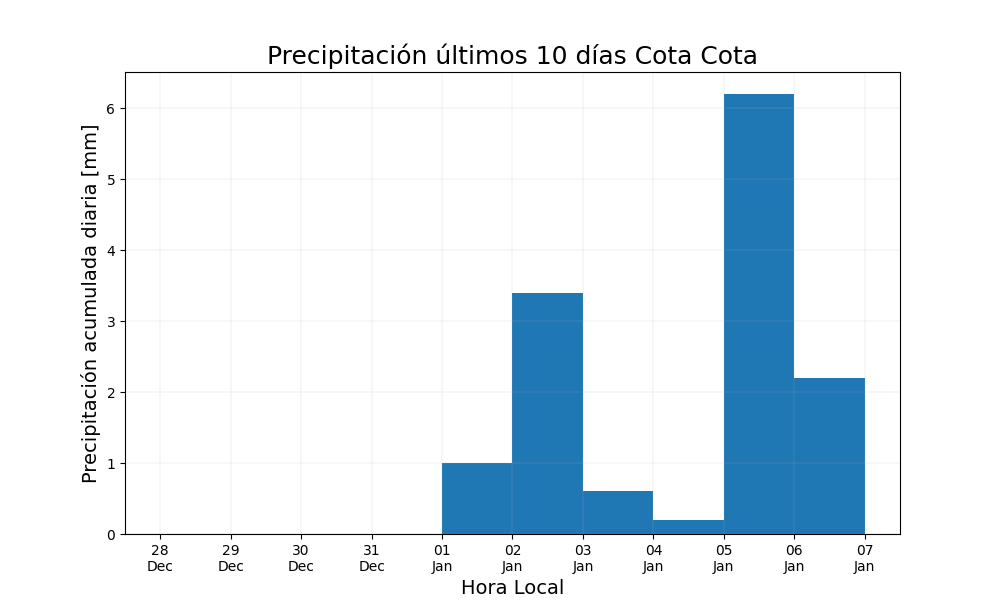 Precipitación últimos 10 días Cota Cota
Precipitación acumulada diaria [mm]
6
5
4
3
2
1
0
28 29 30 31 01 02 03 04 05 06 07
Dec Dec Dec Dec Jan Jan Jan Jan Jan Jan Jan
Hora Local